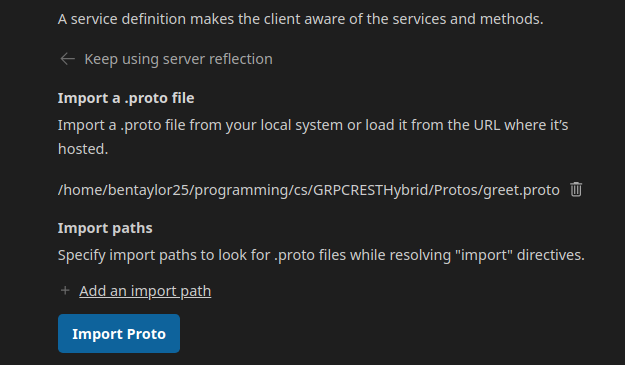 A service definition makes the client aware of the services and methods.
Keep using server reflection
Import a .proto file
Import a .proto file from your local system or load it from the URL where it’s
hosted.
/home/bentaylor25/programming/cs/GRPCRESTHybrid/Protos/greet.proto
Import paths
Specify import paths to look for .proto files while resolving "import" directives.
+ Add an import path
Import Proto